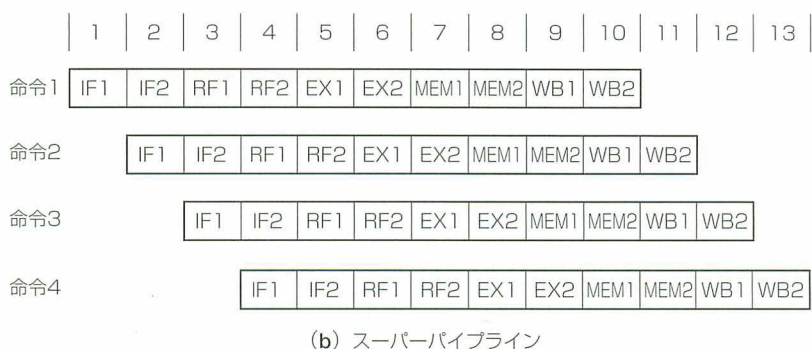 1 2 3 4 5 6 7 8 9 10 11 12 13
命令1 IF1 IF2 RF1 RF2 EX1 EX2 MEM1 MEM2 WB1 WB2
命令2 IF1 IF2 RF1 RF2 EX1 EX2 MEM1 MEM2 WB1 WB2
命令3 IF1 IF2 RF1 RF2 EX1 EX2 MEM1 MEM2 WB1 WB2
命令4 IF1 IF2 RF1 RF2 EX1 EX2 MEM1 MEM2 WB1 WB2
(b) スーパーパイプライン